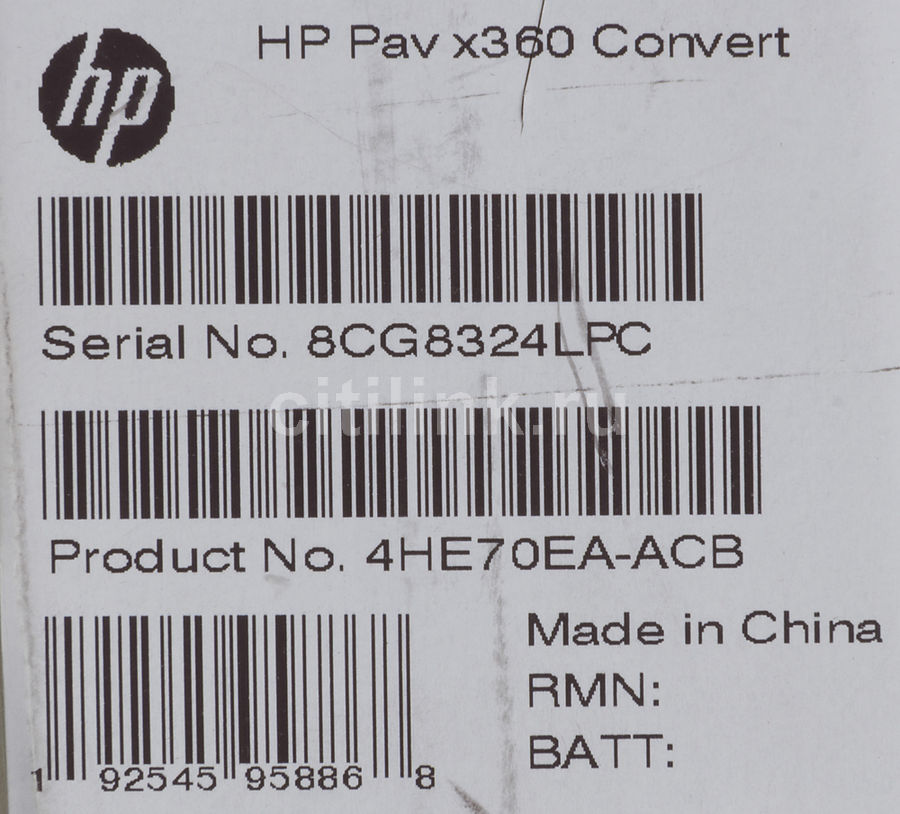 hp
HP Pav x360 Convert
Serial No. 8CG8324LPC
citilink.ru
Product No. 4HE70EA-ACB
Made in China
RMN:
BATT:
1 92545 95886 8